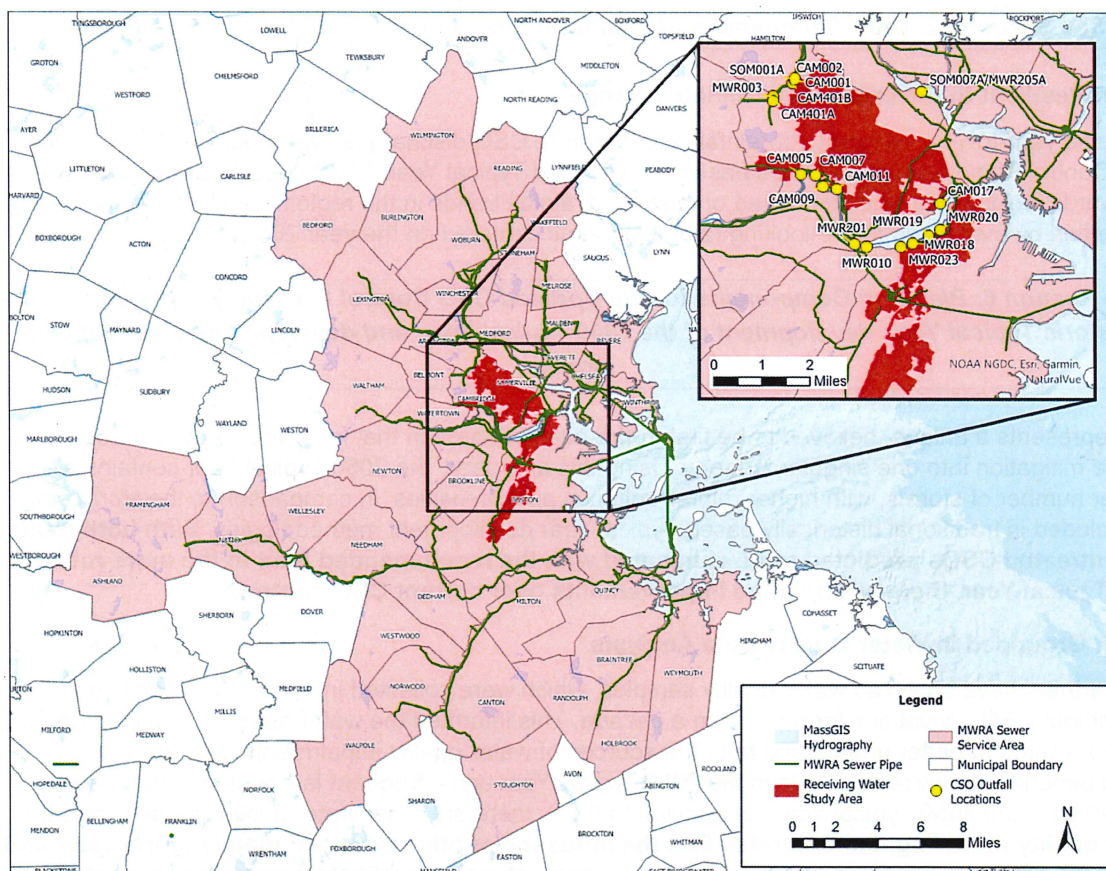 TYNGSBOROUGH
LOWELL
ANDOVER
NORTH ANDOVER
BOXFORD
IPSWICH
ROCKPORT
GROTON
DRACUT
TEWKSBURY
TOPSFIELD
HAMILTON
CHELMSFORD
MIDDLETON
WESTFORD
NORTH READING
DANVERS
AYER
BILLERICA
WILMINGTON
LITTLETON
READING
LYNNFIELD
PEABODY
HARVARD
CARLISLE
BURLINGTON
WAKEFIELD
BEDFORD
BOXBOROUGH
ACTON
WOBURN
STONEHAM
SAUGUS
LYNN
CONCORD
LEXINGTON
WINCHESTER
MELROSE
BOLTON
STOW
MAYNARD
LINCOLN
MEDFORD
MALDEN
REVERE
ARLINGTON
EVERETT
HUDSON
SUDBURY
WALTHAM
BELMONT
SOMERVILLE
CHELSEA
CAMBRIDGE
WINTHROP
WATERTOWN
MARLBOROUGH
WAYLAND
WESTON
NEWTON
BROOKLINE
BOSTON
FRAMINGHAM
SOUTHBOROUGH
WELLESLEY
NATICK
NEEDHAM
WESTBOROUGH
HULL
ASHLAND
DEDHAM
MILTON
QUINCY
SHERBORN
DOVER
COHASSET
HOPKINTON
WESTWOOD
HINGHAM
HOLLISTON
BRAINTREE
SCITUATE
MEDFIELD
NORWOOD
CANTON
RANDOLPH
WEYMOUTH
MILLIS
MILFORD
MEDWAY
WALPOLE
HOLBROOK
HOPEDALE
NORFOLK
STOUGHTON
AVON
ROCKLAND
SHARON
ABINGTON
MENDON
BELLINGHAM
FRANKLIN
BROCKTON
WHITMAN
WRENTHAM
FOXBOROUGH
EASTON
SOM001A
CAM002
CAM001
MWR003
CAM401B
CAM401A
SOM007A/MWR205A
CAM005
CAM007
CAM011
CAM009
CAM017
MWR019
MWR020
MWR201
MWR018
MWR010
MWR023
0 1 2
Miles
NOAA NGDC, Esri, Garmin,
NaturalVue
Legend
MassGIS
Hydrography
MWRA Sewer
Service Area
MWRA Sewer Pipe
Municipal Boundary
Receiving Water
Study Area
CSO Outfall
Locations
0 1 2 4 6 8
Miles
N